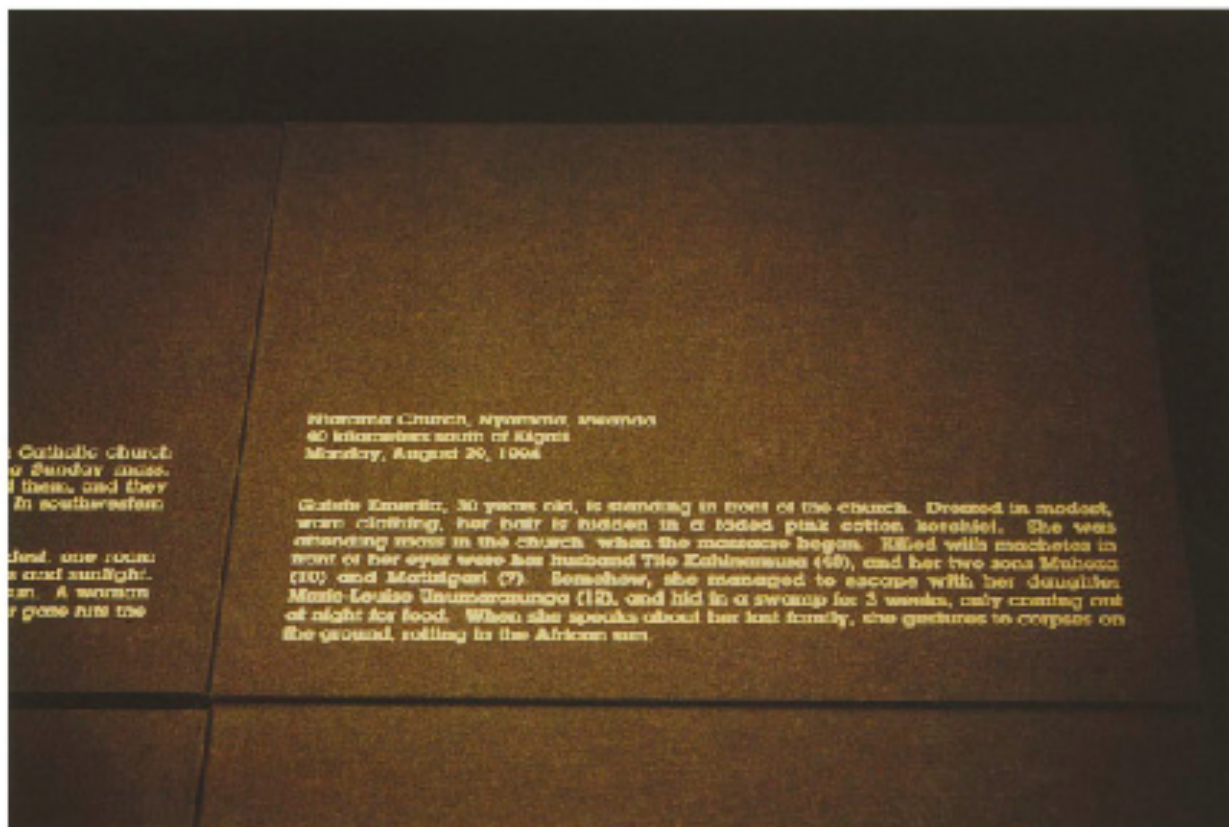 Ntarama Church, Nyamata, Rwanda
40 kilometers south of Kigali
Monday, August 29, 1994
Gutete Emerita, 30 years old, is standing in front of the church. Dressed in modest,
worn clothing, her hair is hidden in a faded pink cotton kerchief. She was
attending mass in the church when the massacre began. Killed with machetes in
front of her eyes were her husband Tito Kahinamura (40), and her two sons Muhoza
(10) and Matirigari (7). Somehow, she managed to escape with her daughter
Marie-Louise Unumararunga (12), and hid in a swamp for 3 weeks, only coming out
at night for food. When she speaks about her lost family, she gestures to corpses on
the ground, rotting in the African sun.
Catholic church
Sunday mass.
them, and they
In southwestern
one room
and sunlight.
A woman
gaze hits the